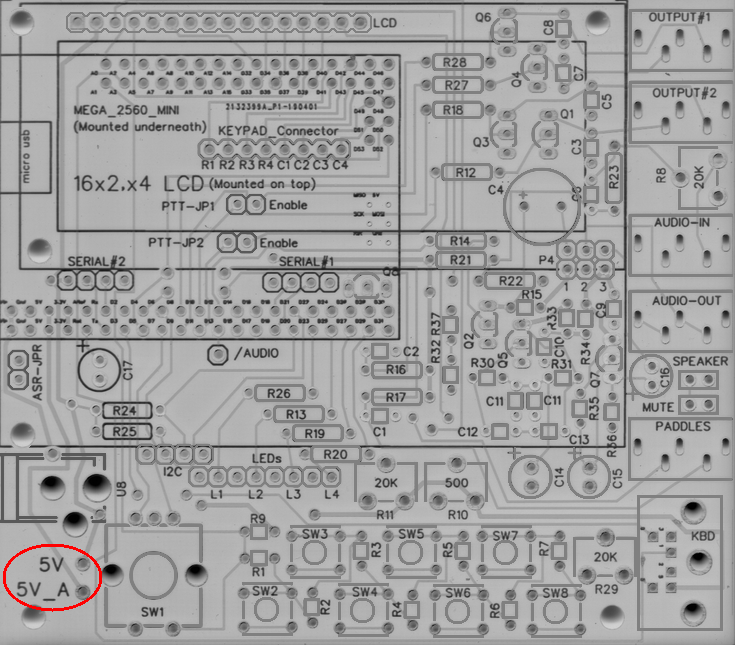 Q6
C8
LCD
OUTPUT#1
R28
Q4
C7
A0 A3 A4 A7
R27
MEGA_2560_MINI
2132399A_P1-190401
R18
C5
OUTPUT#2
(Mounted underneath)
KEYPAD_Connector
Q3
Q1
C3
micro usb
R1 R2 R3 R4 C1 C2 C3 C4
16x2.x4 LCD (Mounted on top)
R12
C4
R23
R8
20K
PTT-JP1
Enable
PTT-JP2
Enable
R14
AUDIO-IN
SERIAL#2
SERIAL#1
R21
P4
R22
1 2 3
R15
C9
AUDIO-OUT
R37
Q2
R33
ASR-JPR
C17
/AUDIO
C2
R32
Q5
C10
R34
R16
R30
R31
Q7
C16
SPEAKER
R26
R17
C11
C11
R35
MUTE
R24
R13
C1
R25
R19
C12
C13
R36
PADDLES
I2C
LEDs
R20
U8
L1 L2 L3 L4
20K
500
C14
C15
R11
R10
R9
SW3
R3
SW5
R5
SW7
R7
20K
KBD
5V
R1
5V_A
R29
SW1
SW2
R2
SW4
R4
SW6
R6
SW8